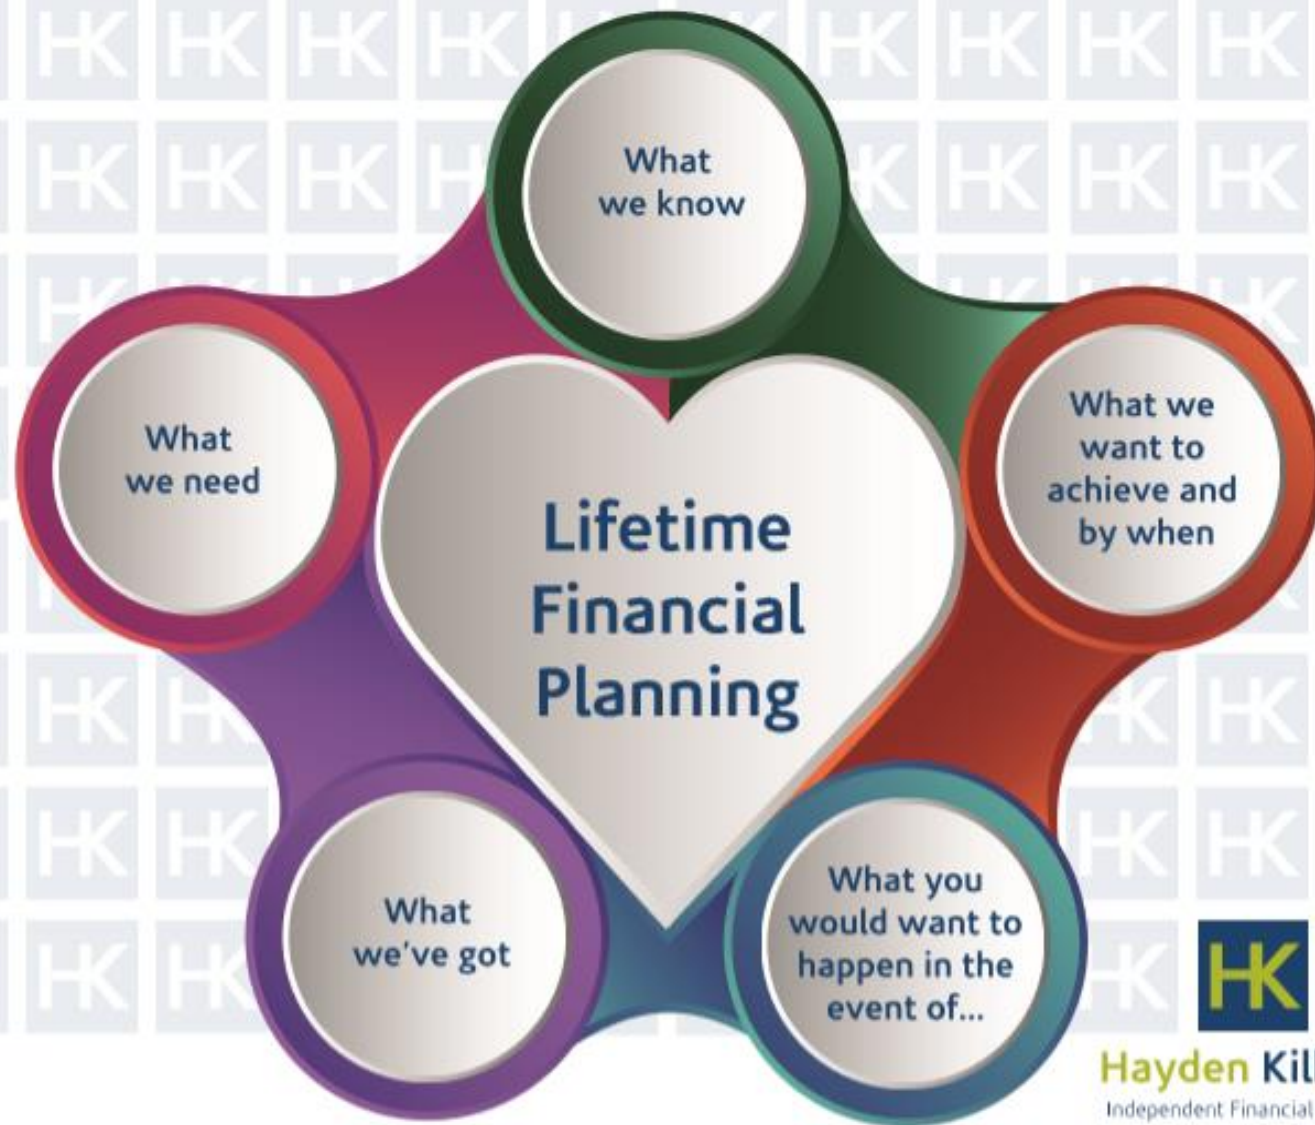 What
we know
What we
want to
achieve and
by when
What you
would want to
happen in the
event of...
What
we've got
What
we need
Lifetime
Financial
Planning
HK
Hayden Kil
Independent Financial